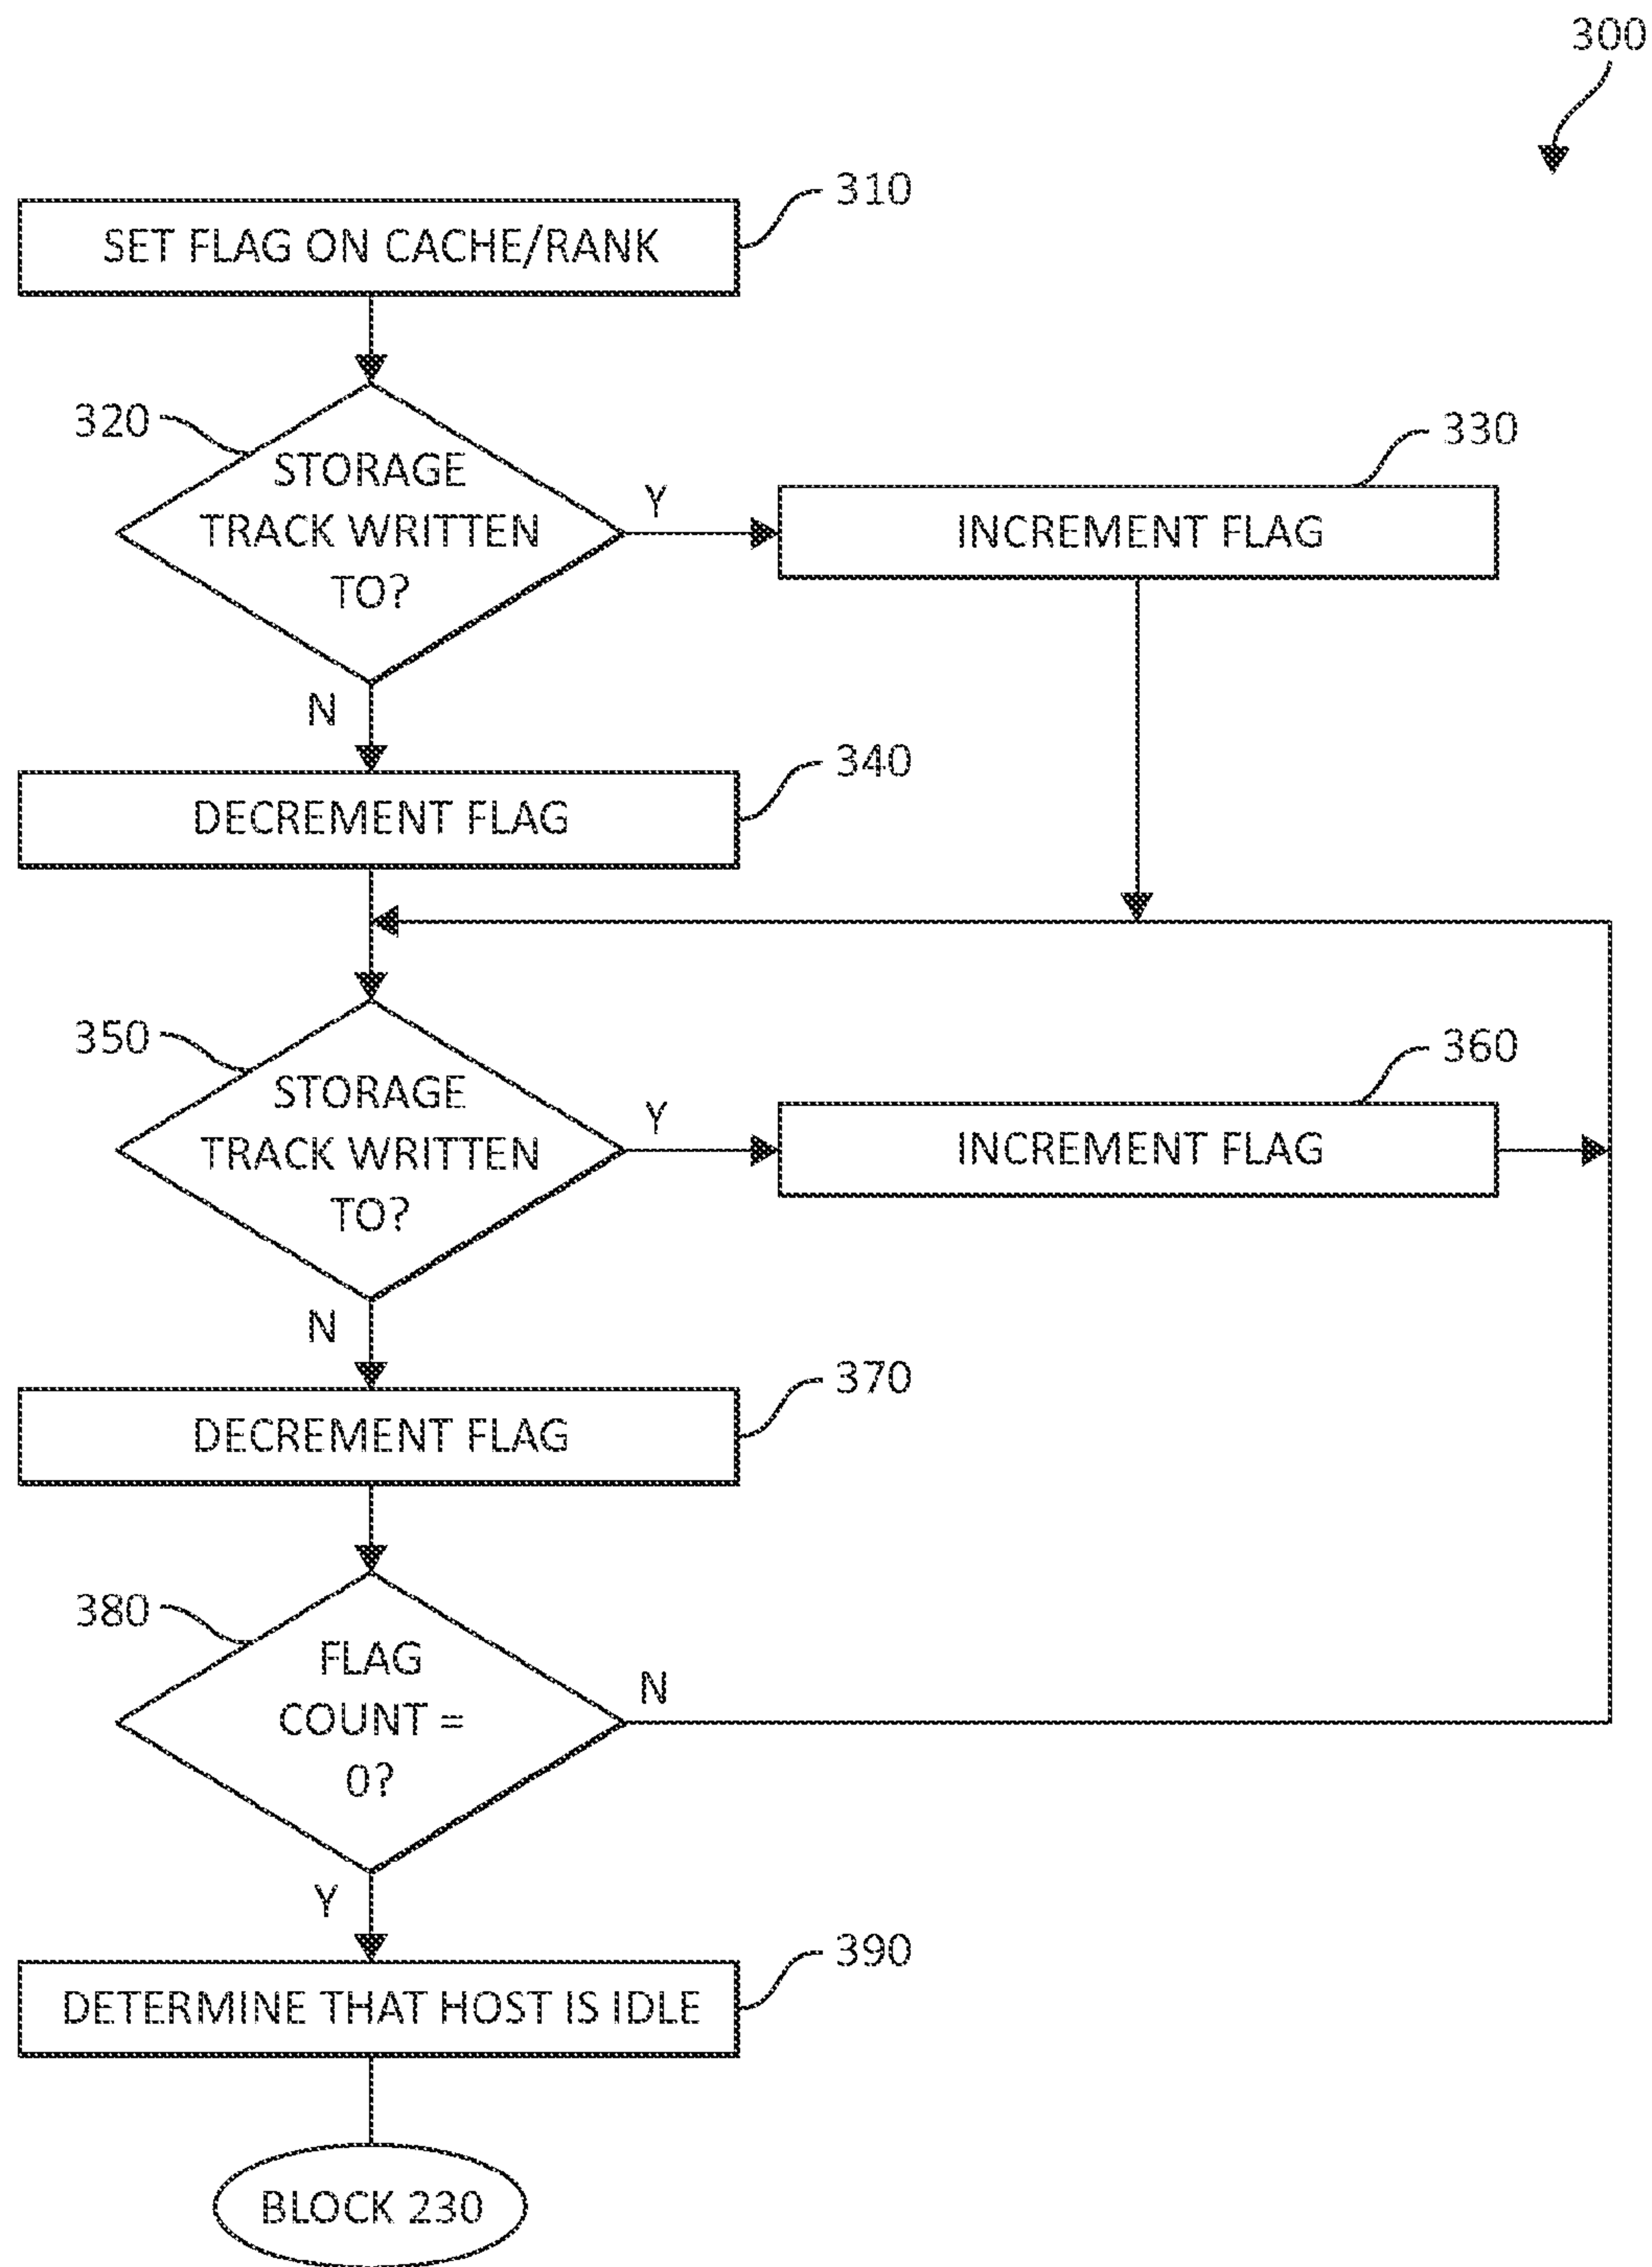 300
310
SET FLAG ON CACHE/RANK
320
STORAGE
TRACK WRITTEN
TO?
Y
330
INCREMENT FLAG
N
340
DECREMENT FLAG
350
STORAGE
TRACK WRITTEN
TO?
Y
360
INCREMENT FLAG
N
370
DECREMENT FLAG
380
FLAG
COUNT =
0?
N
Y
390
DETERMINE THAT HOST IS IDLE
BLOCK 230